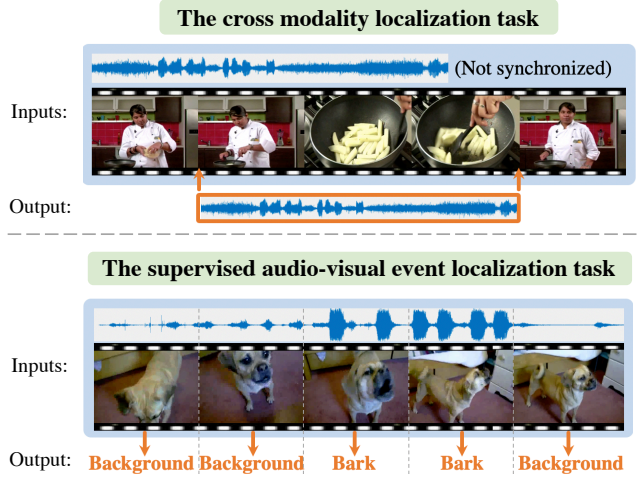 The cross modality localization task
(Not synchronized)
Inputs:
Output:
The supervised audio-visual event localization task
Inputs:
Output:
Background Background Bark Bark Background